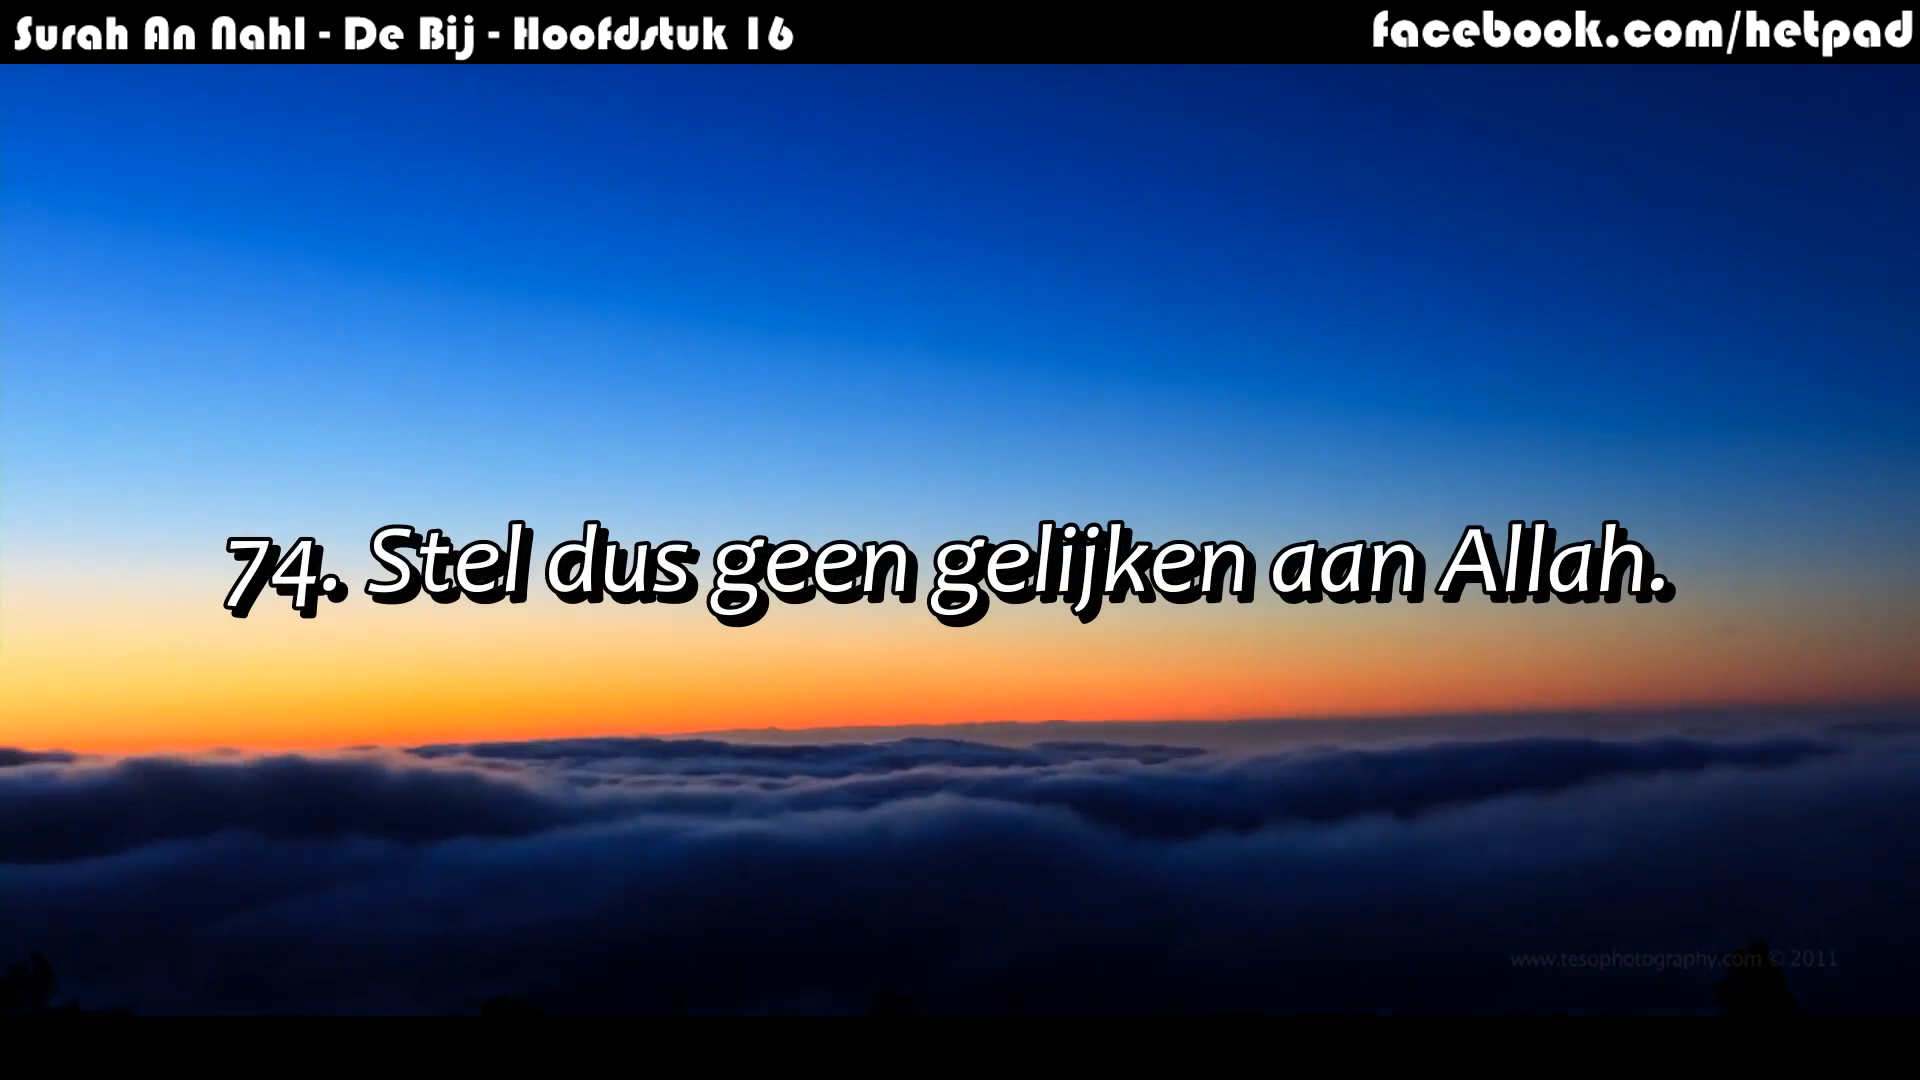 Surah An Nahl - De Bij - Hoofdstuk 16
facebook.com/hetpad
74. Stel dus geen gelijken aan Allah.
www.tesophotography.com © 2011